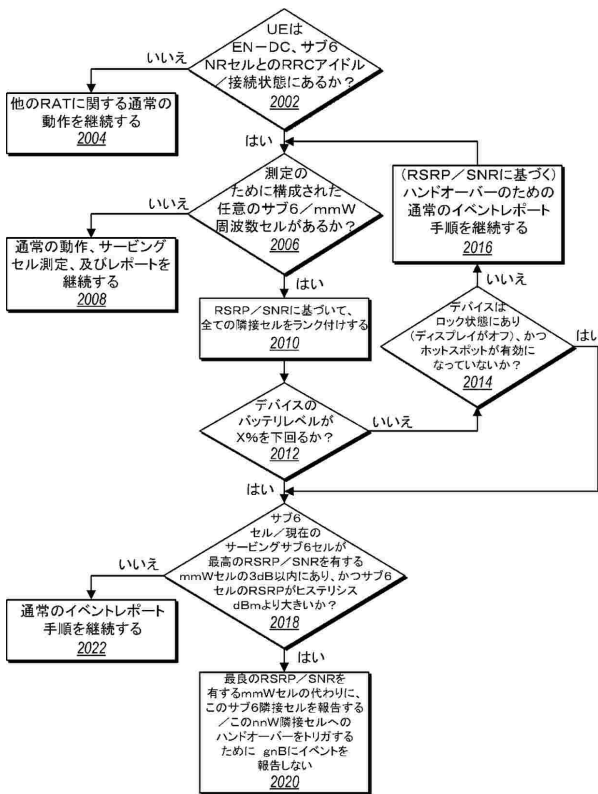 UEは
EN－DC、サブ6
NRセルとのRRCアイドル
／接続状態にあるか？
2002
いいえ
他のRATに関する通常の
動作を継続する
2004
はい
測定の
ために構成された
任意のサブ6／mmW
周波数セルがあるか？
2006
いいえ
通常の動作、サービング
セル測定、及びレポートを
継続する
2008
はい
RSRP／SNRに基づいて、
全ての隣接セルをランク付けする
2010
デバイスの
バッテリレベルが
X％を下回るか？
2012
いいえ
デバイスは
ロック状態にあり
（ディスプレイがオフ）、かつ
ホットスポットが有効に
なっていないか？
2014
いいえ
（RSRP／SNRに基づく）
ハンドオーバーのための
通常のイベントレポート
手順を継続する
2016
はい
はい
サブ6
セル／現在の
サービングサブ6セルが
最高のRSRP／SNRを有する
mmWセルの3dB以内にあり、かつサブ6
セルのRSRPがヒステリシス
dBmより大きいか？
2018
いいえ
通常のイベントレポート
手順を継続する
2022
はい
最良のRSRP／SNRを
有するmmWセルの代わりに、
このサブ6隣接セルを報告する
／このnnW隣接セルへの
ハンドオーバーをトリガする
ために gnBにイベントを
報告しない
2020